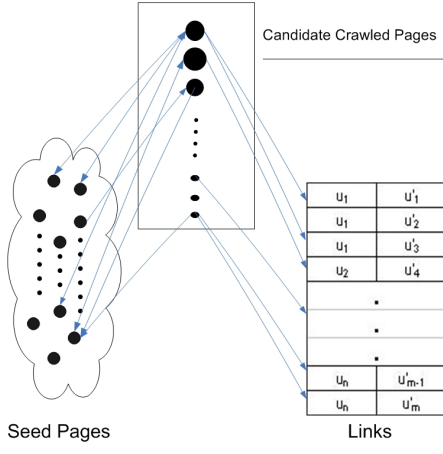 Candidate Crawled Pages
u₁ u'₁
u₁ u'₂
u₁ u'₃
u₂ u'₄
uₙ u'ₘ₋₁
uₙ u'ₘ
Seed Pages
Links